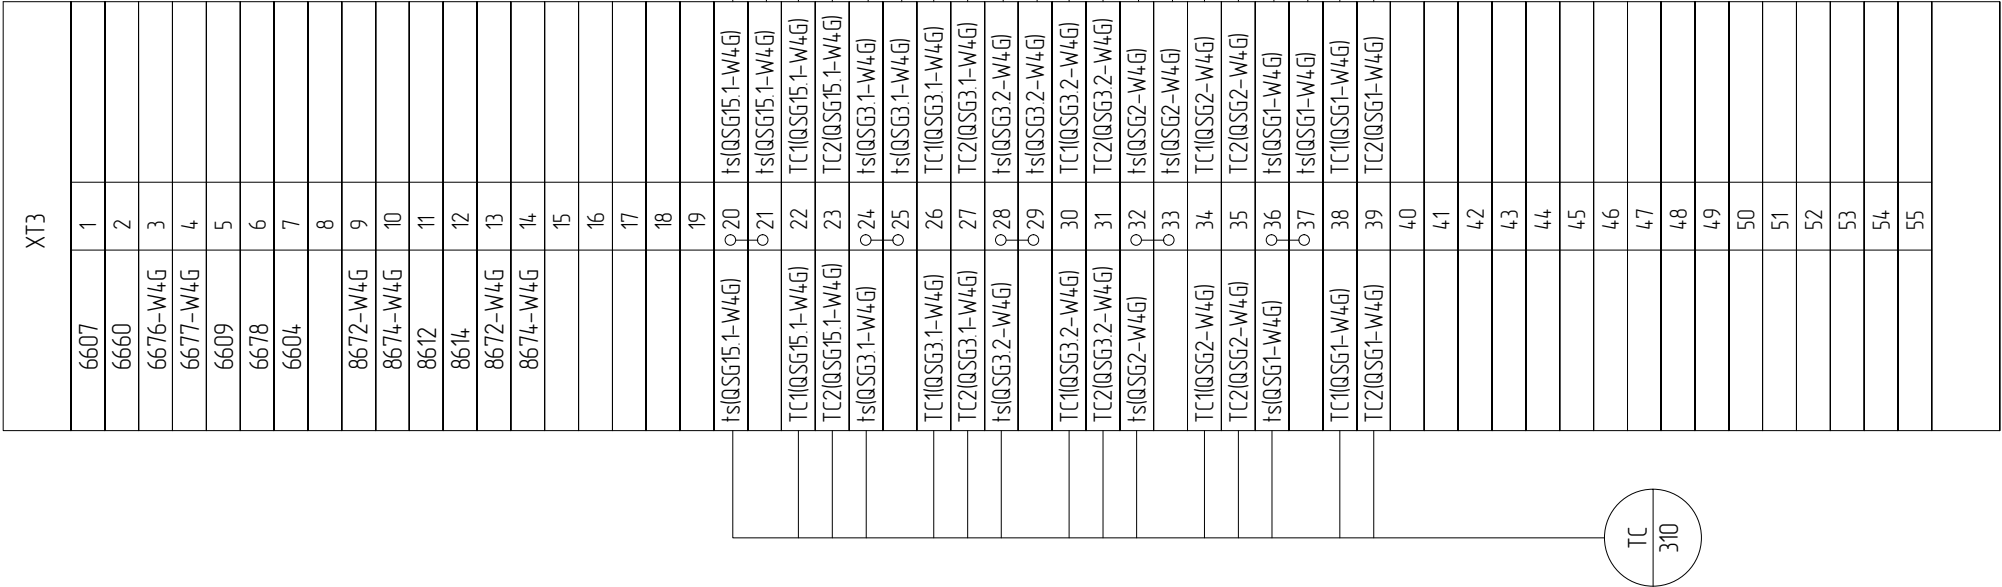 XT3
6607 1
6660 2
6676-W4G 3
6677-W4G 4
6609 5
6678 6
6604 7
8
8672-W4G 9
8674-W4G 10
8612 11
8614 12
8672-W4G 13
8674-W4G 14
15
16
17
18
19
ts(QSG15.1-W4G) 20 ts(QSG15.1-W4G)
21 ts(QSG15.1-W4G)
TC1(QSG15.1-W4G) 22 TC1(QSG15.1-W4G)
TC2(QSG15.1-W4G) 23 TC2(QSG15.1-W4G)
ts(QSG3.1-W4G) 24 ts(QSG3.1-W4G)
25 ts(QSG3.1-W4G)
TC1(QSG3.1-W4G) 26 TC1(QSG3.1-W4G)
TC2(QSG3.1-W4G) 27 TC2(QSG3.1-W4G)
ts(QSG3.2-W4G) 28 ts(QSG3.2-W4G)
29 ts(QSG3.2-W4G)
TC1(QSG3.2-W4G) 30 TC1(QSG3.2-W4G)
TC2(QSG3.2-W4G) 31 TC2(QSG3.2-W4G)
ts(QSG2-W4G) 32 ts(QSG2-W4G)
33 ts(QSG2-W4G)
TC1(QSG2-W4G) 34 TC1(QSG2-W4G)
TC2(QSG2-W4G) 35 TC2(QSG2-W4G)
ts(QSG1-W4G) 36 ts(QSG1-W4G)
37 ts(QSG1-W4G)
TC1(QSG1-W4G) 38 TC1(QSG1-W4G)
TC2(QSG1-W4G) 39 TC2(QSG1-W4G)
40
41
42
43
44
45
46
47
48
49
50
51
52
53
54
55
TC
310